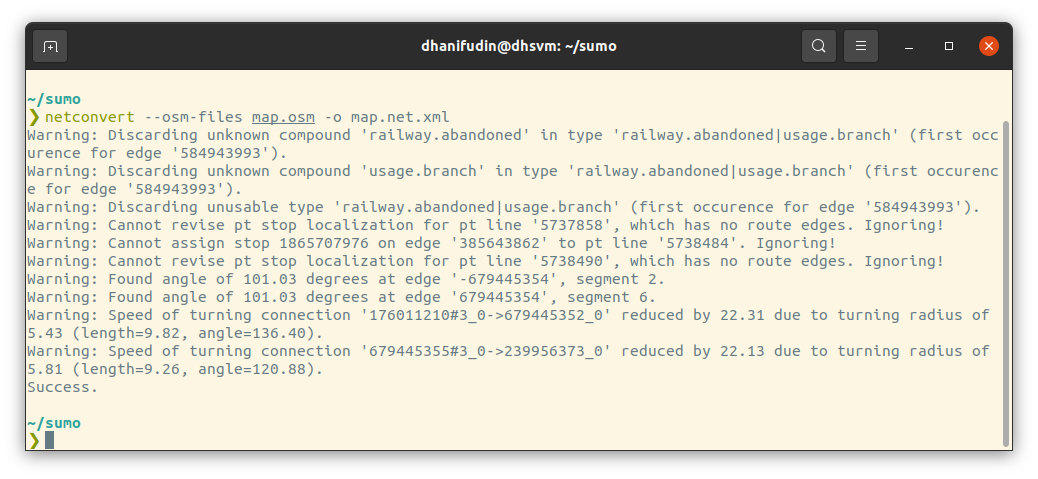 dhanifudin@dhsvm: ~/sumo
~/sumo
❯ netconvert --osm-files map.osm -o map.net.xml
Warning: Discarding unknown compound 'railway.abandoned' in type 'railway.abandoned|usage.branch' (first occ
urence for edge '584943993').
Warning: Discarding unknown compound 'usage.branch' in type 'railway.abandoned|usage.branch' (first occurenc
e for edge '584943993').
Warning: Discarding unusable type 'railway.abandoned|usage.branch' (first occurence for edge '584943993').
Warning: Cannot revise pt stop localization for pt line '5737858', which has no route edges. Ignoring!
Warning: Cannot assign stop 1865707976 on edge '385643862' to pt line '5738484'. Ignoring!
Warning: Cannot revise pt stop localization for pt line '5738490', which has no route edges. Ignoring!
Warning: Found angle of 101.03 degrees at edge '-679445354', segment 2.
Warning: Found angle of 101.03 degrees at edge '679445354', segment 6.
Warning: Speed of turning connection '176011210#3_0->679445352_0' reduced by 22.31 due to turning radius of
5.43 (length=9.82, angle=136.40).
Warning: Speed of turning connection '679445355#3_0->239956373_0' reduced by 22.13 due to turning radius of
5.81 (length=9.26, angle=120.88).
Success.
~/sumo
❯